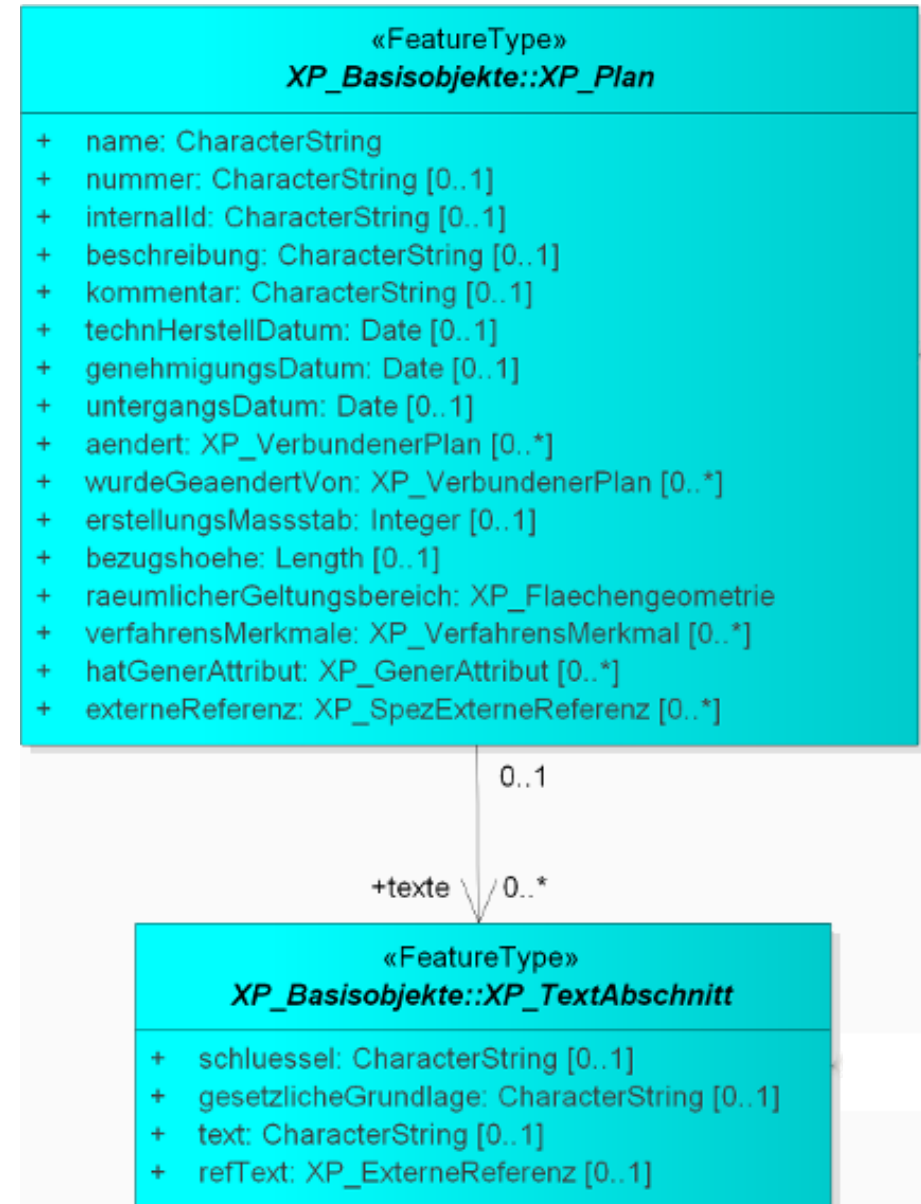 «FeatureType»
XP_Basisobjekte::XP_Plan
+ name: CharacterString
+ nummer: CharacterString [0..1]
+ internalId: CharacterString [0..1]
+ beschreibung: CharacterString [0..1]
+ kommentar: CharacterString [0..1]
+ technHerstellDatum: Date [0..1]
+ genehmigungsDatum: Date [0..1]
+ untergangsDatum: Date [0..1]
+ aendert: XP_VerbundenerPlan [0..*]
+ wurdeGeaendertVon: XP_VerbundenerPlan [0..*]
+ erstellungsMassstab: Integer [0..1]
+ bezugshoehe: Length [0..1]
+ raeumlicherGeltungsbereich: XP_Flaechengeometrie
+ verfahrensMerkmale: XP_VerfahrensMerkmal [0..*]
+ hatGenerAttribut: XP_GenerAttribut [0..*]
+ externeReferenz: XP_SpezExterneReferenz [0..*]
0..1
+texte 0..*
«FeatureType»
XP_Basisobjekte::XP_TextAbschnitt
+ schluessel: CharacterString [0..1]
+ gesetzlicheGrundlage: CharacterString [0..1]
+ text: CharacterString [0..1]
+ refText: XP_ExterneReferenz [0..1]